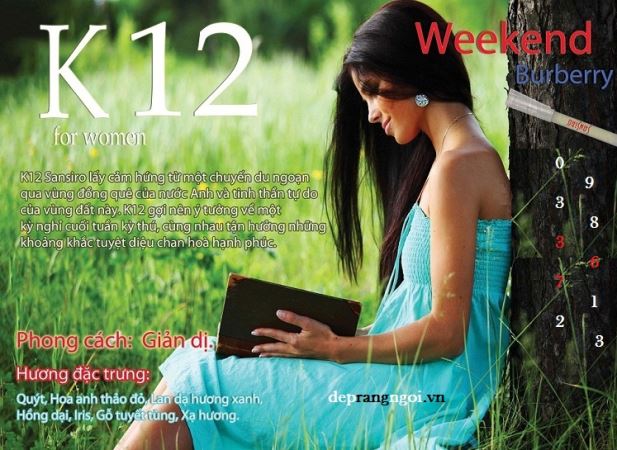 K12
for women
Weekend
Burberry
sansiro
K12 Sansiro lấy cảm hứng từ một chuyến du ngoạn
qua vùng đồng quê của nước Anh và tinh thần tự do
của vùng đất này. K12 gợi nên ý tưởng về một
kỳ nghỉ cuối tuần kỳ thú, cùng nhau tận hưởng những
khoảng khắc tuyệt diệu chan hoà hạnh phúc.
0
9
3
8
3
6
7
1
2
3
Phong cách: Giản dị.
Hương đặc trưng:
Quýt, Hoa anh thảo đỏ, Lan dạ hương xanh,
Hồng dại, Iris, Gỗ tuyết tùng, Xạ hương.
deprangngoi.vn